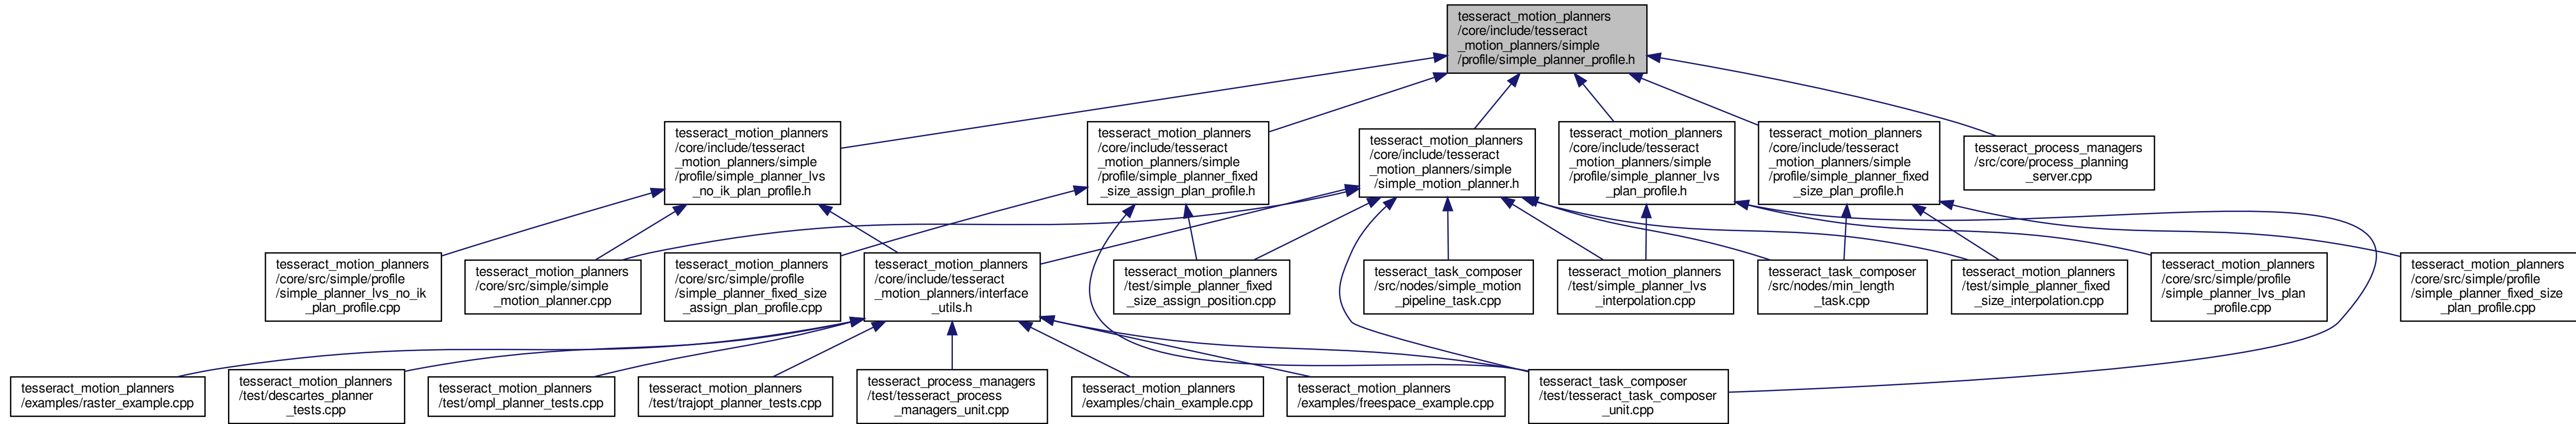 tesseract_motion_planners
/core/include/tesseract
_motion_planners/simple
/profile/simple_planner_profile.h
tesseract_motion_planners
/core/include/tesseract
_motion_planners/simple
/profile/simple_planner_lvs
_no_ik_plan_profile.h
tesseract_motion_planners
/core/include/tesseract
_motion_planners/simple
/profile/simple_planner_fixed
_size_assign_plan_profile.h
tesseract_motion_planners
/core/include/tesseract
_motion_planners/simple
/simple_motion_planner.h
tesseract_motion_planners
/core/include/tesseract
_motion_planners/simple
/profile/simple_planner_lvs
_plan_profile.h
tesseract_motion_planners
/core/include/tesseract
_motion_planners/simple
/profile/simple_planner_fixed
_size_plan_profile.h
tesseract_process_managers
/src/core/process_planning
_server.cpp
tesseract_motion_planners
/core/src/simple/profile
/simple_planner_lvs_no_ik
_plan_profile.cpp
tesseract_motion_planners
/core/src/simple/simple
_motion_planner.cpp
tesseract_motion_planners
/core/src/simple/profile
/simple_planner_fixed_size
_assign_plan_profile.cpp
tesseract_motion_planners
/core/include/tesseract
_motion_planners/interface
_utils.h
tesseract_motion_planners
/test/simple_planner_fixed
_size_assign_position.cpp
tesseract_task_composer
/src/nodes/simple_motion
_pipeline_task.cpp
tesseract_motion_planners
/test/simple_planner_lvs
_interpolation.cpp
tesseract_task_composer
/src/nodes/min_length
_task.cpp
tesseract_motion_planners
/test/simple_planner_fixed
_size_interpolation.cpp
tesseract_motion_planners
/core/src/simple/profile
/simple_planner_lvs_plan
_profile.cpp
tesseract_motion_planners
/core/src/simple/profile
/simple_planner_fixed_size
_plan_profile.cpp
tesseract_motion_planners
/examples/raster_example.cpp
tesseract_motion_planners
/test/descartes_planner
_tests.cpp
tesseract_motion_planners
/test/ompl_planner_tests.cpp
tesseract_motion_planners
/test/trajopt_planner_tests.cpp
tesseract_process_managers
/test/tesseract_process
_managers_unit.cpp
tesseract_motion_planners
/examples/chain_example.cpp
tesseract_motion_planners
/examples/freespace_example.cpp
tesseract_task_composer
/test/tesseract_task_composer
_unit.cpp